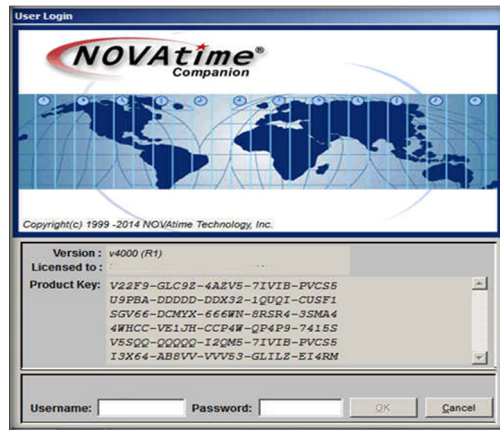 User Login
NOVAtime®
Companion
Copyright(c) 1999 -2014 NOVAtime Technology, Inc.
Version : v4000 (R1)
Licensed to :
Product Key: V22F9-GLC9Z-4AZV5-7IVIB-PVCS5
U9PBA-DDDDD-DDX32-1QUQI-CUSF1
SGV66-DCMYX-666WN-8RSR4-3SMA4
4WHCC-VE1JH-CCP4W-QP4P9-7415S
V5SQQ-QQQQQ-I2QM5-7IVIB-PVCS5
I3X64-AB8VV-VVV53-GLILZ-EI4RM
Username: Password: OK Cancel